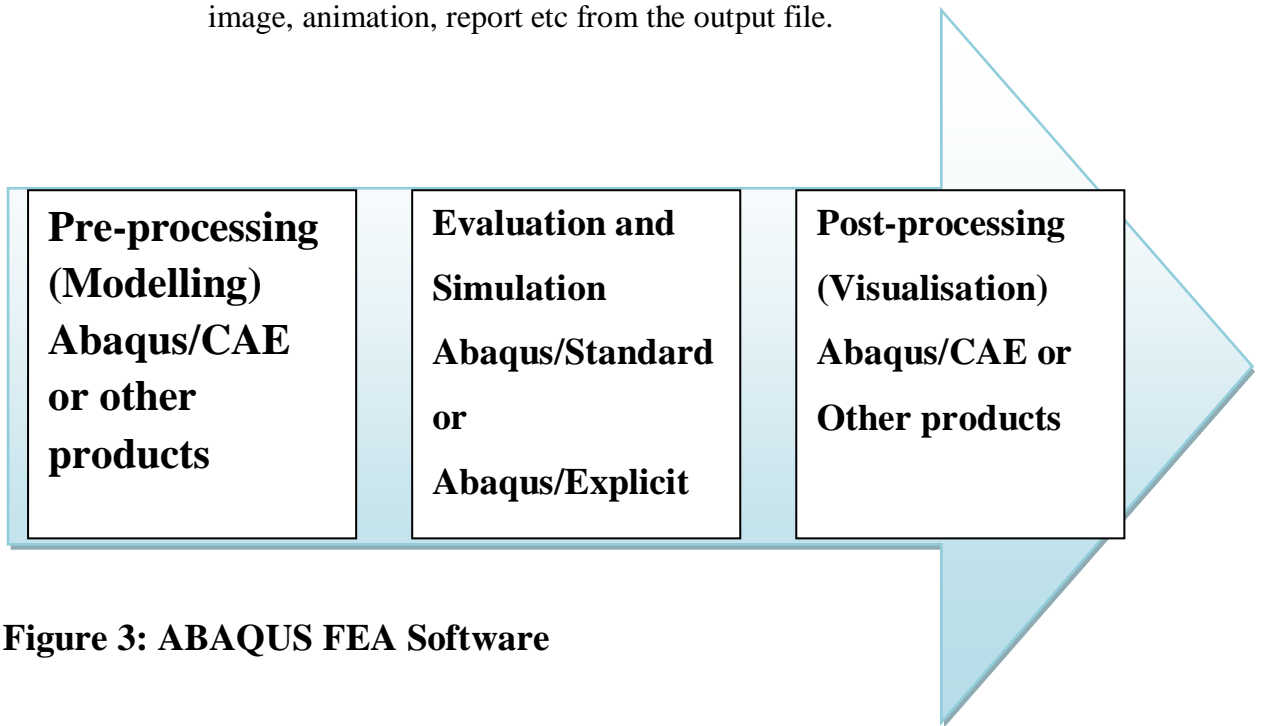 image, animation, report etc from the output file.
Pre-processing
(Modelling)
Abaqus/CAE
or other
products
Evaluation and
Simulation
Abaqus/Standard
or
Abaqus/Explicit
Post-processing
(Visualisation)
Abaqus/CAE or
Other products
Figure 3: ABAQUS FEA Software